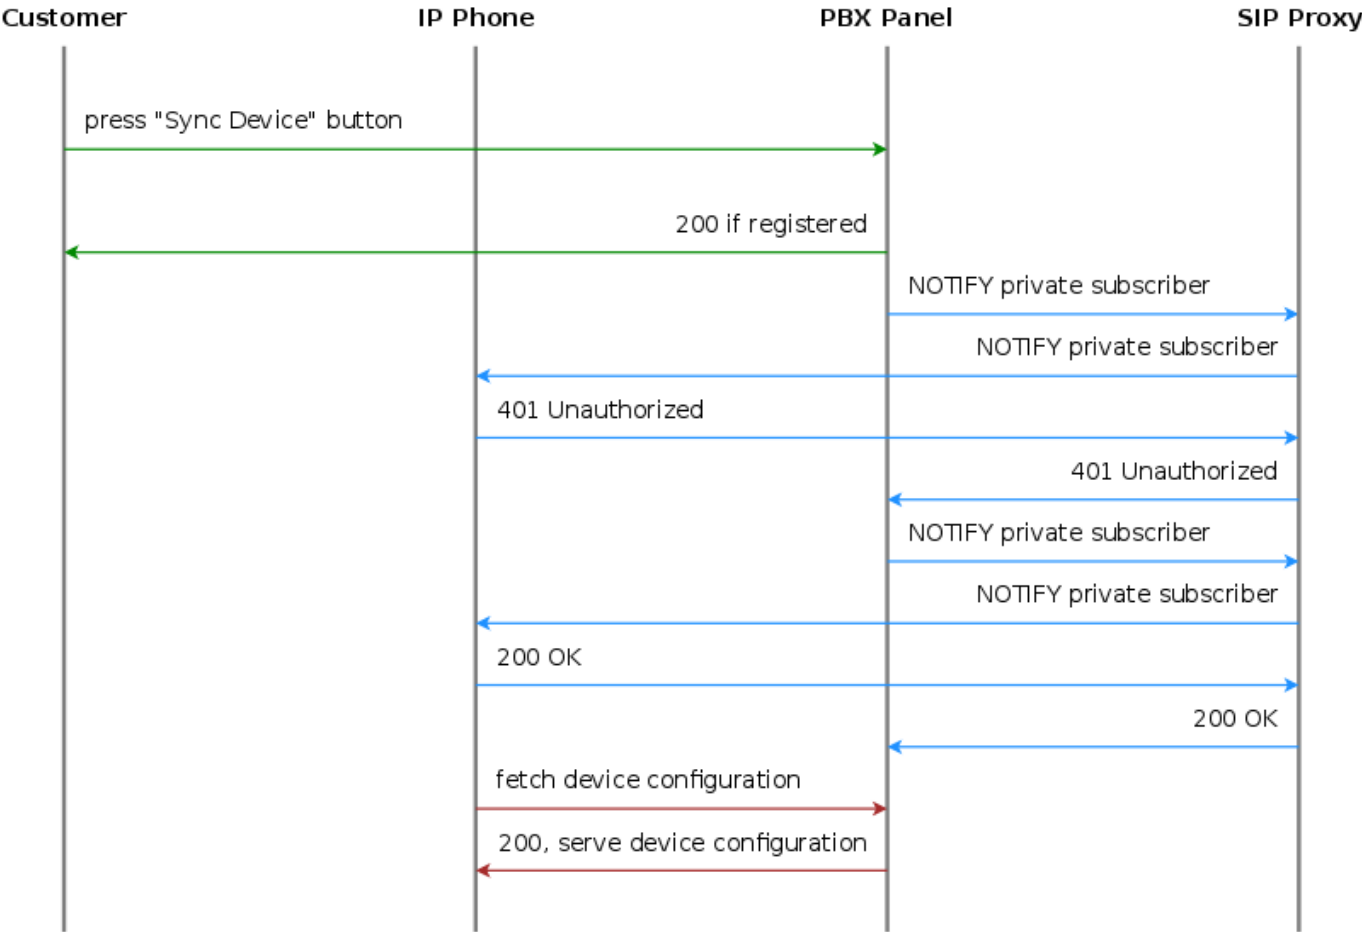 Customer IP Phone PBX Panel SIP Proxy
press "Sync Device" button
200 if registered
NOTIFY private subscriber
NOTIFY private subscriber
401 Unauthorized
401 Unauthorized
NOTIFY private subscriber
NOTIFY private subscriber
200 OK
200 OK
fetch device configuration
200, serve device configuration